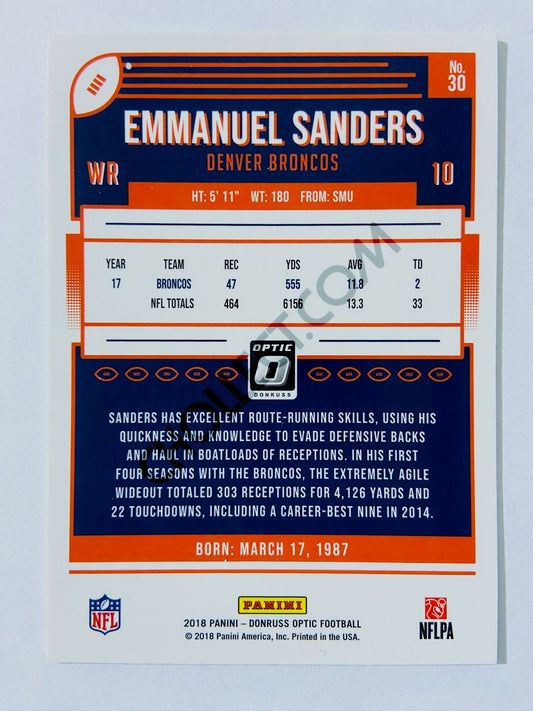 No.
30
EMMANUEL SANDERS
DENVER BRONCOS
WR
10
HT: 5' 11" WT: 180 FROM: SMU
YEAR TEAM REC YDS AVG TD
17 BRONCOS 47 555 11.8 2
NFL TOTALS 464 6156 13.3 33
OPTIC
DONRUSS
SANDERS HAS EXCELLENT ROUTE-RUNNING SKILLS, USING HIS
QUICKNESS AND KNOWLEDGE TO EVADE DEFENSIVE BACKS
AND HAUL IN BOATLOADS OF RECEPTIONS. IN HIS FIRST
FOUR SEASONS WITH THE BRONCOS, THE EXTREMELY AGILE
WIDEOUT TOTALED 303 RECEPTIONS FOR 4,126 YARDS AND
22 TOUCHDOWNS, INCLUDING A CAREER-BEST NINE IN 2014.
BORN: MARCH 17, 1987
NFL
PANINI
2018 PANINI – DONRUSS OPTIC FOOTBALL
© 2018 Panini America, Inc. Printed in the USA.
NFLPA